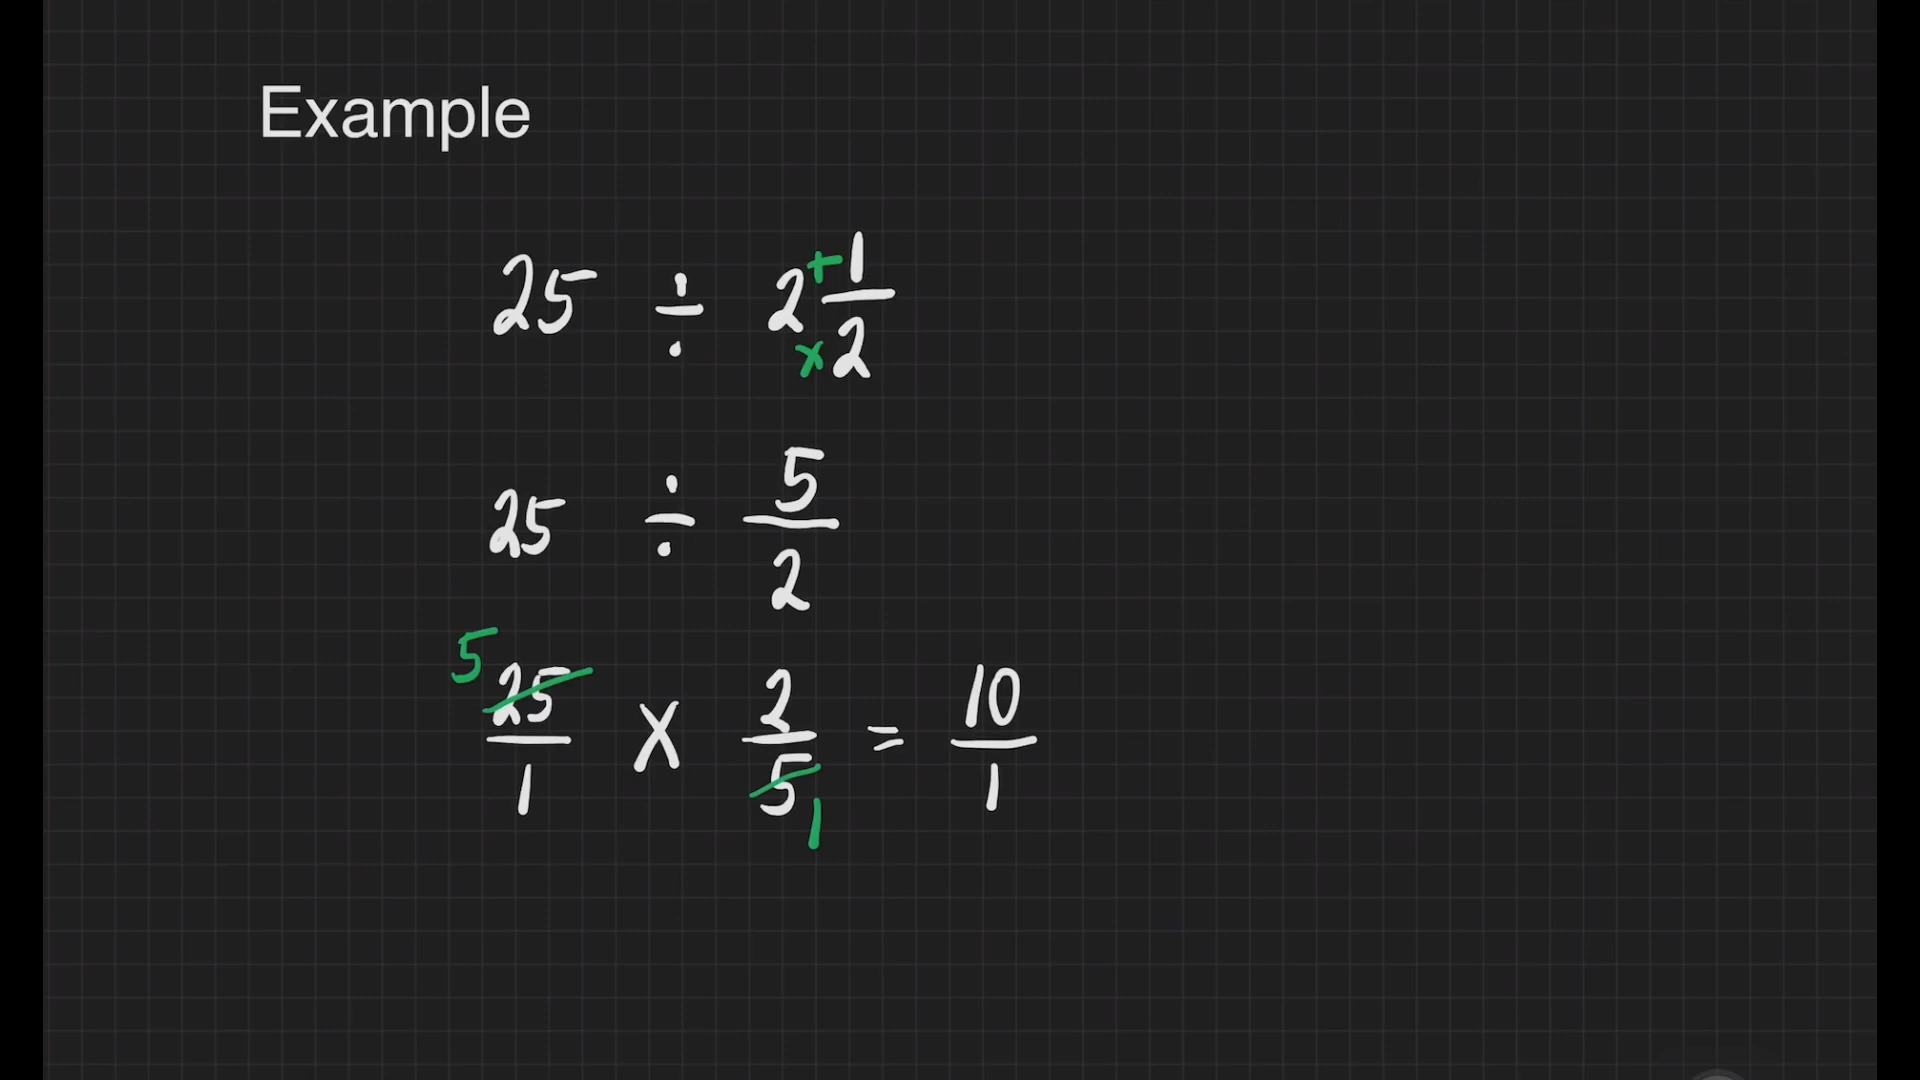 Example
25 ÷ 2 + 1/2 x
25 ÷ 5/2
5 25/1 X 2/5 1 = 10/1